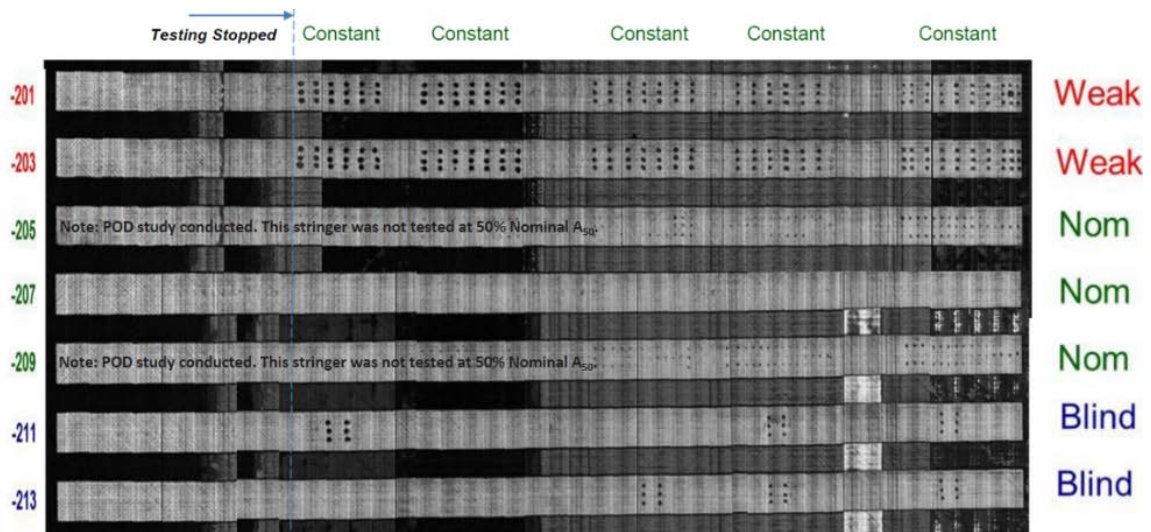 Testing Stopped Constant Constant Constant Constant Constant
-201 Weak
-203 Weak
-205 Note: POD study conducted. This stringer was not tested at 50% Nominal A50. Nom
-207 Nom
-209 Note: POD study conducted. This stringer was not tested at 50% Nominal A50. Nom
-211 Blind
-213 Blind